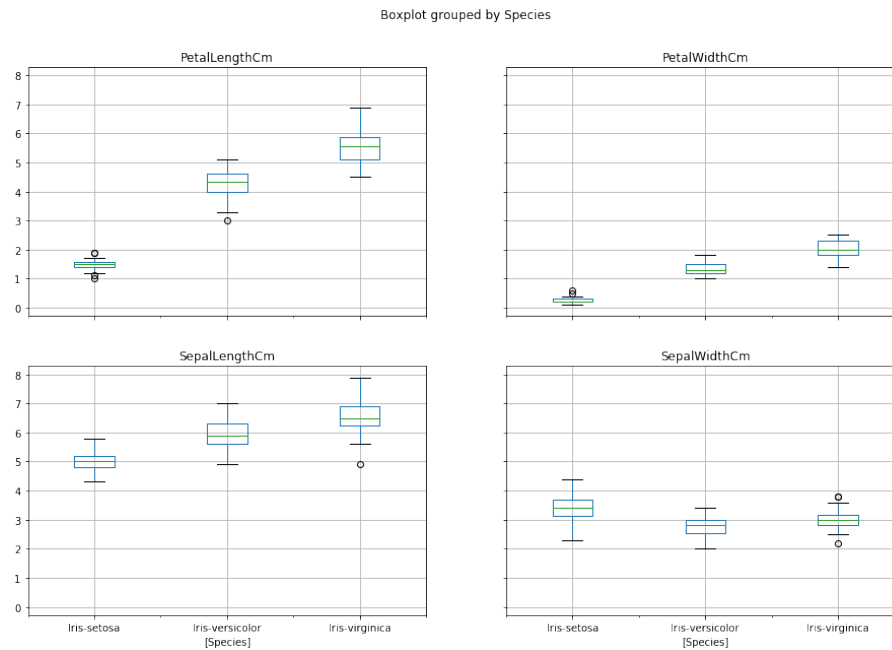 Boxplot grouped by Species
PetalLengthCm
8
7
6
5
4
3
2
1
0
PetalWidthCm
SepalLengthCm
8
7
6
5
4
3
2
1
0
Iris-setosa Iris-versicolor Iris-virginica
[Species]
SepalWidthCm
Iris-setosa Iris-versicolor Iris-virginica
[Species]